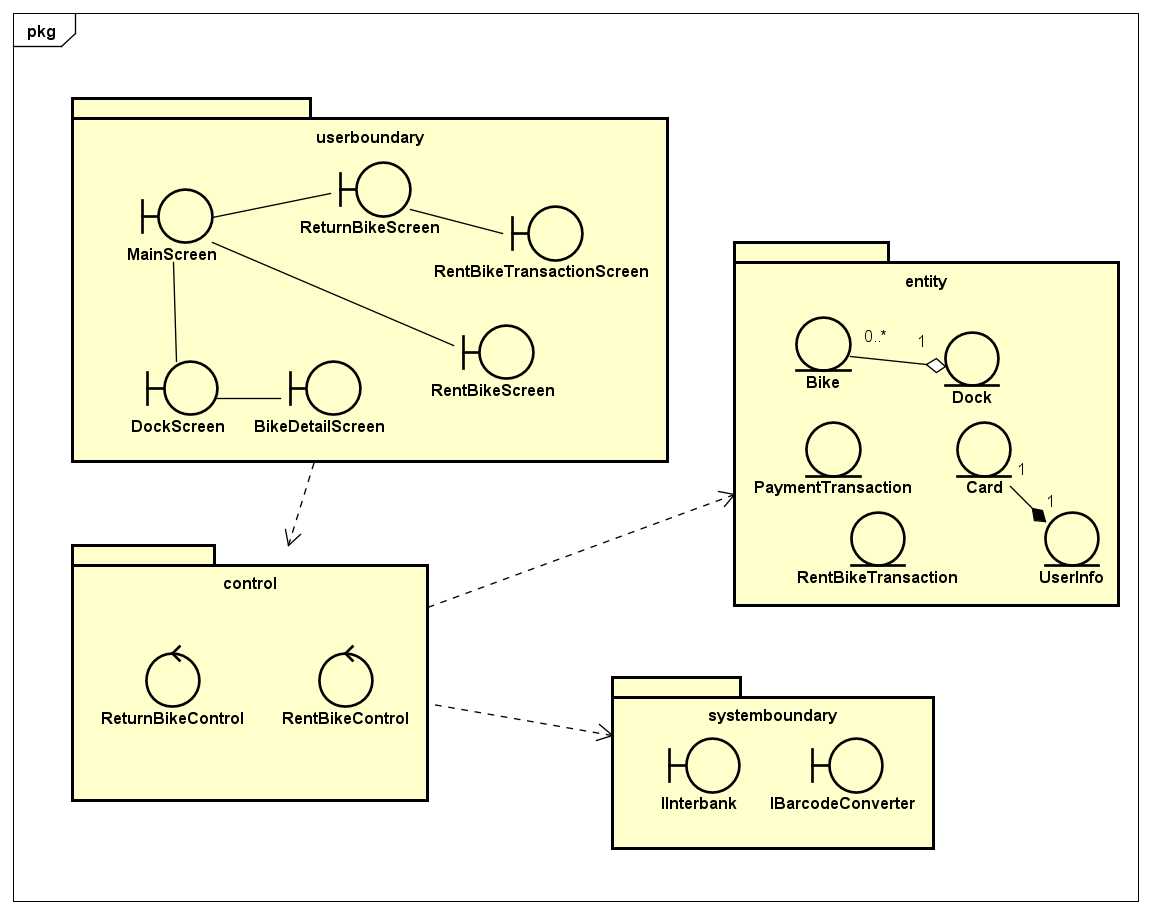 pkg
userboundary
MainScreen
ReturnBikeScreen
RentBikeTransactionScreen
RentBikeScreen
DockScreen
BikeDetailScreen
entity
0..*
1
Bike
Dock
PaymentTransaction
Card
1
1
RentBikeTransaction
UserInfo
control
ReturnBikeControl
RentBikeControl
systemboundary
IInterbank
IBarcodeConverter